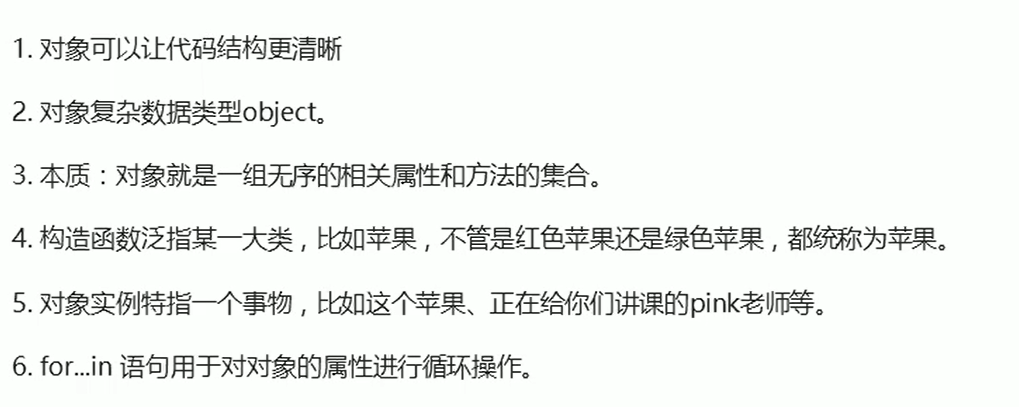 1. 对象可以让代码结构更清晰
2. 对象复杂数据类型object。
3. 本质：对象就是一组无序的相关属性和方法的集合。
4. 构造函数泛指某一大类，比如苹果，不管是红色苹果还是绿色苹果，都统称为苹果。
5. 对象实例特指一个事物，比如这个苹果、正在给你们讲课的pink老师等。
6. for...in 语句用于对对象的属性进行循环操作。